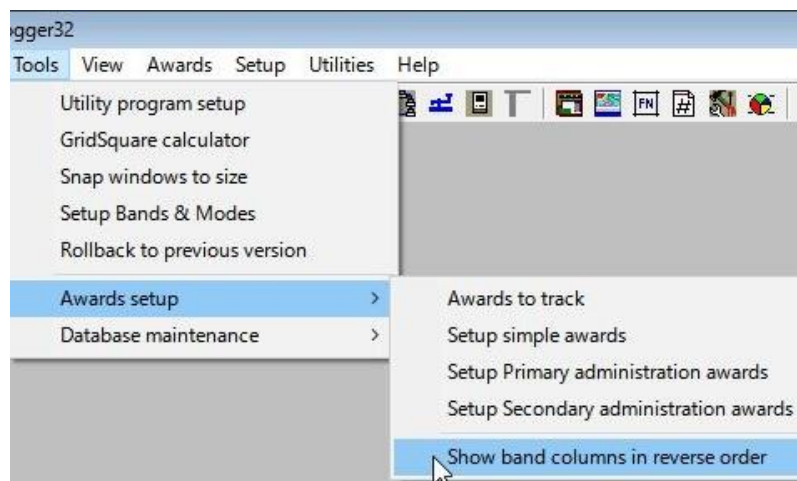 ogger32
Tools View Awards Setup Utilities Help
Utility program setup
GridSquare calculator
Snap windows to size
Setup Bands & Modes
Rollback to previous version
Awards setup >
Database maintenance >
FN
#
Awards to track
Setup simple awards
Setup Primary administration awards
Setup Secondary administration awards
Show band columns in reverse order